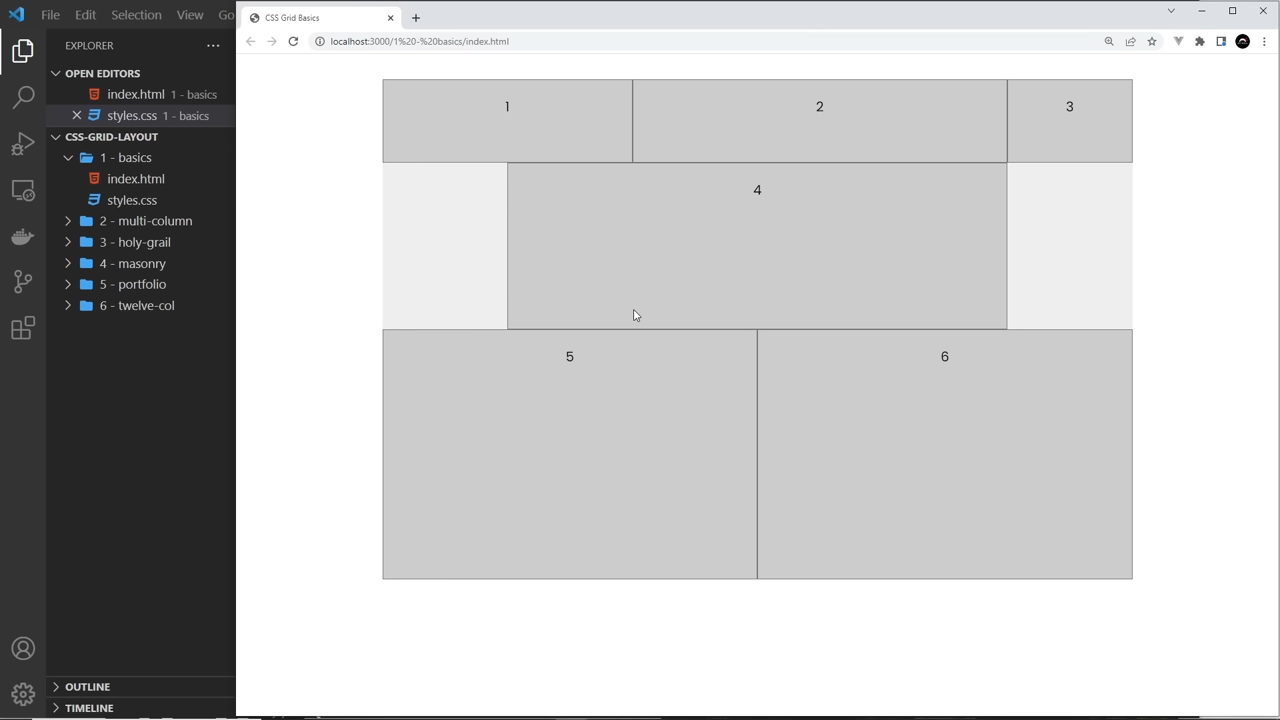 File Edit Selection View Go
CSS Grid Basics
localhost:3000/1%20-%20basics/index.html
EXPLORER
OPEN EDITORS
index.html 1 - basics
styles.css 1 - basics
CSS-GRID-LAYOUT
1 - basics
index.html
styles.css
2 - multi-column
3 - holy-grail
4 - masonry
5 - portfolio
6 - twelve-col
OUTLINE
TIMELINE
1 2 3
4
5 6